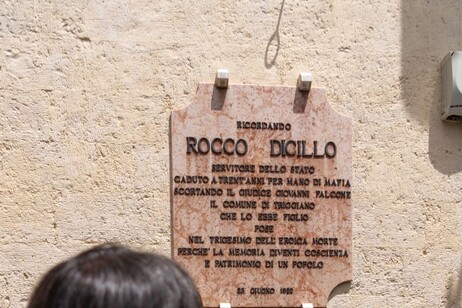 RICORDANDO
ROCCO DICILLO
SERVITORE DELLO STATO
CADUTO A TRENT'ANNI PER MANO DI MAFIA
SCORTANDO IL GIUDICE GIOVANNI FALCONE
IL COMUNE DI TRIGGIANO
CHE LO EBBE FIGLIO
POSE
NEL TRIGESIMO DELL'EROICA MORTE
PERCHÉ LA MEMORIA DIVENTI COSCIENZA
E PATRIMONIO DI UN POPOLO
23 GIUGNO 1992